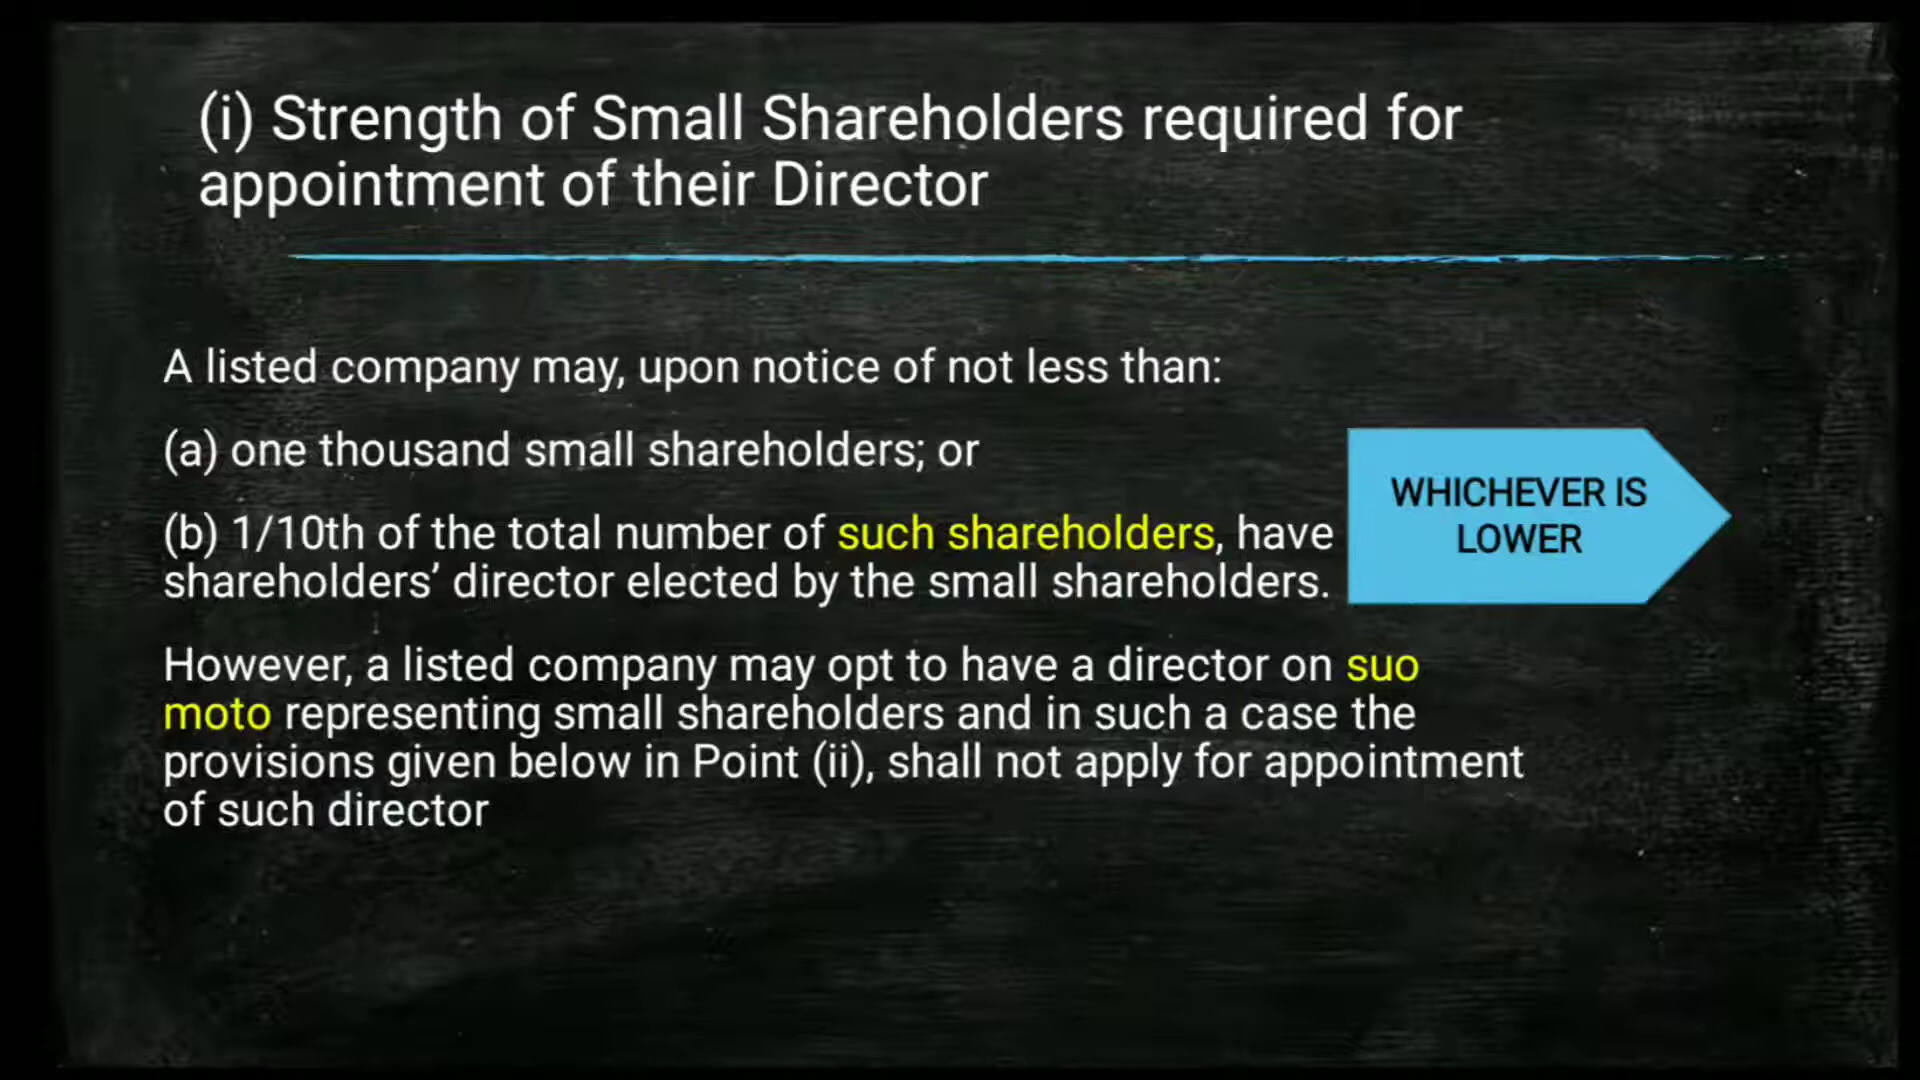 (i) Strength of Small Shareholders required for
appointment of their Director
A listed company may, upon notice of not less than:
(a) one thousand small shareholders; or
(b) 1/10th of the total number of such shareholders, have
shareholders’ director elected by the small shareholders.
WHICHEVER IS
LOWER
However, a listed company may opt to have a director on suo
moto representing small shareholders and in such a case the
provisions given below in Point (ii), shall not apply for appointment
of such director